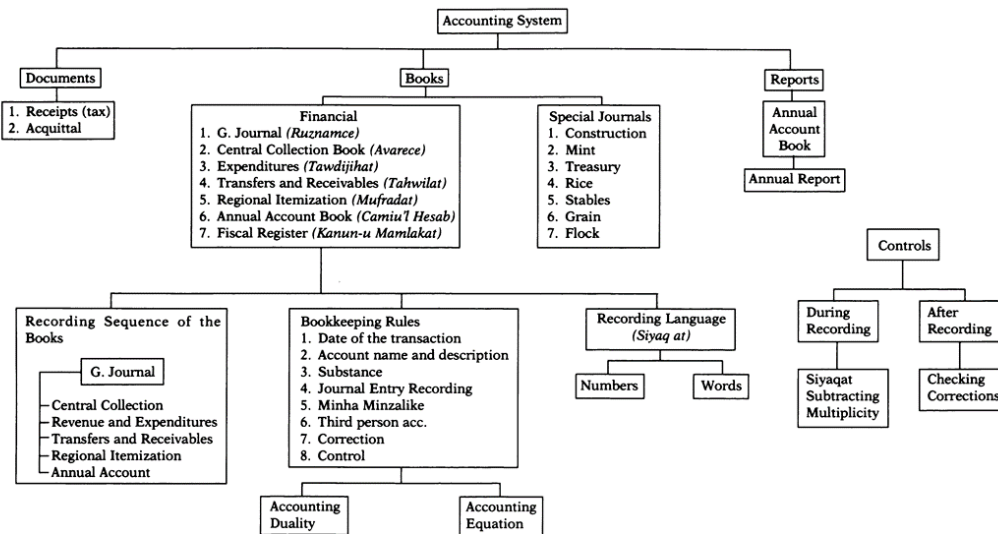 Accounting System
Documents
Books
Reports
1. Receipts (tax)
2. Acquittal
Financial
1. G. Journal (Ruznamce)
2. Central Collection Book (Avarece)
3. Expenditures (Tawdijihat)
4. Transfers and Receivables (Tahwilat)
5. Regional Itemization (Mufradat)
6. Annual Account Book (Camiu'l Hesab)
7. Fiscal Register (Kanun-u Mamlakat)
Special Journals
1. Construction
2. Mint
3. Treasury
4. Rice
5. Stables
6. Grain
7. Flock
Annual
Account
Book
Annual Report
Controls
During
Recording
After
Recording
Siyaqat
Subtracting
Multiplicity
Checking
Corrections
Recording Sequence of the
Books
G. Journal
Central Collection
Revenue and Expenditures
Transfers and Receivables
Regional Itemization
Annual Account
Bookkeeping Rules
1. Date of the transaction
2. Account name and description
3. Substance
4. Journal Entry Recording
5. Minha Minzalike
6. Third person acc.
7. Correction
8. Control
Recording Language
(Siyaq at)
Numbers
Words
Accounting
Duality
Accounting
Equation